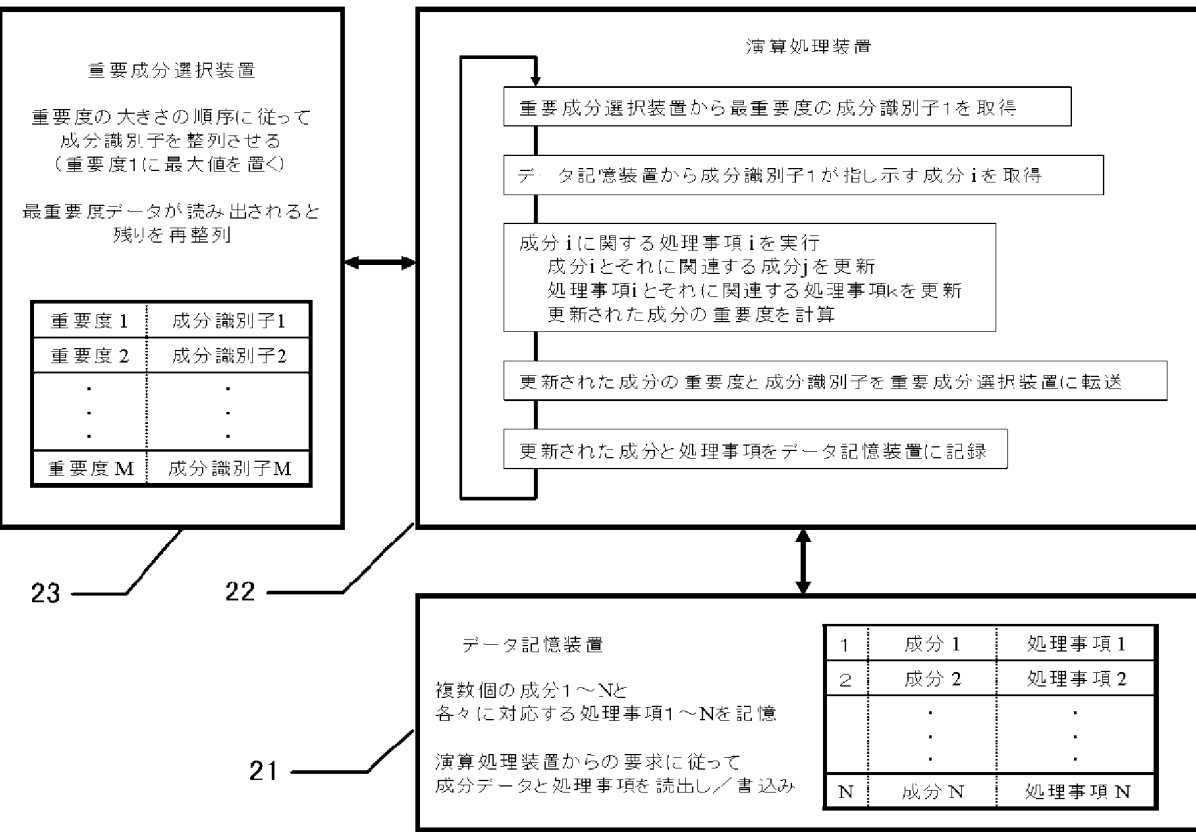 重要成分選択装置
重要度の大きさの順序に従って
成分識別子を整列させる
（重要度1に最大値を置く）
最重要度データが読み出されると
残りを再整列
重要度 1 成分識別子1
重要度 2 成分識別子2
・ ・
・ ・
・ ・
重要度 M 成分識別子M
23
演算処理装置
重要成分選択装置から最重要度の成分識別子1を取得
データ記憶装置から成分識別子1が指し示す成分 i を取得
成分 i に関する処理事項 i を実行
成分iとそれに関連する成分jを更新
処理事項iとそれに関連する処理事項kを更新
更新された成分の重要度を計算
更新された成分の重要度と成分識別子を重要成分選択装置に転送
更新された成分と処理事項をデータ記憶装置に記録
22
データ記憶装置
複数個の成分1～Nと
各々に対応する処理事項1～Nを記憶
演算処理装置からの要求に従って
成分データと処理事項を読出し／書込み
1 成分 1 処理事項 1
2 成分 2 処理事項 2
・ ・
・ ・
・ ・
N 成分 N 処理事項 N
21